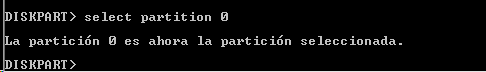 DISKPART> select partition 0
La partición 0 es ahora la partición seleccionada.
DISKPART>